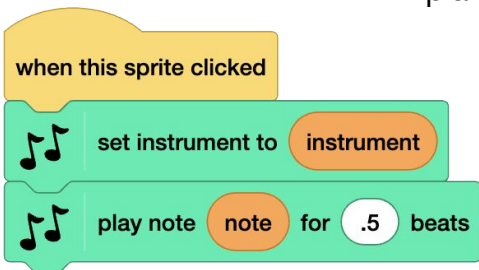 when this sprite clicked
set instrument to instrument
play note note for .5 beats